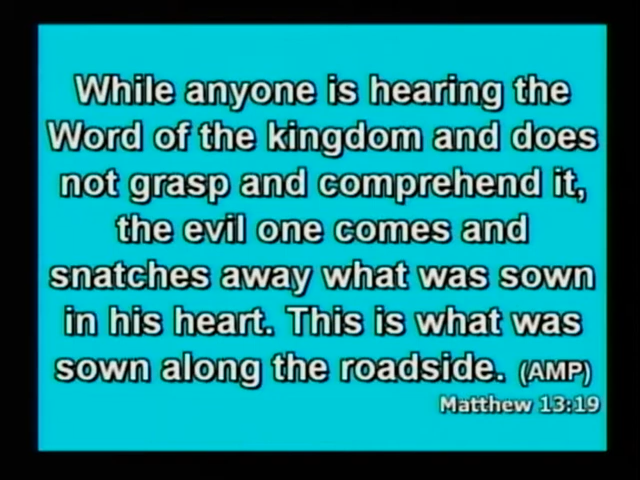 While anyone is hearing the
Word of the kingdom and does
not grasp and comprehend it,
the evil one comes and
snatches away what was sown
in his heart. This is what was
sown along the roadside. (AMP)
Matthew 13:19